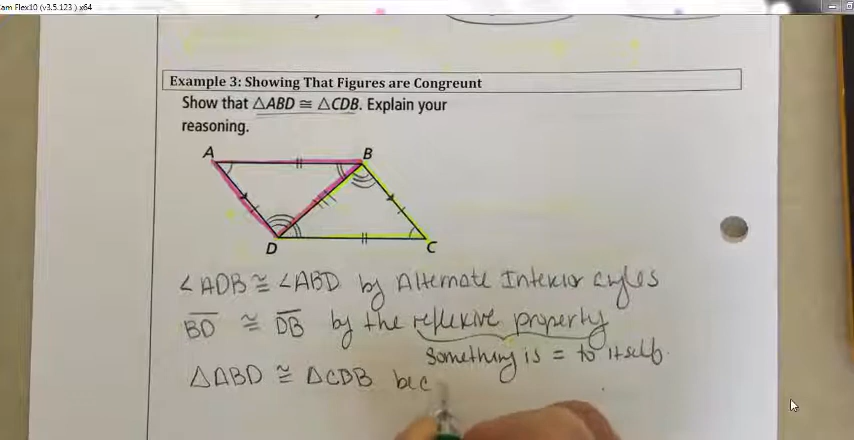 am Flex10 (v3.5.123 ) x64
Example 3: Showing That Figures are Congruent
Show that △ABD ≅ △CDB. Explain your
reasoning.
A
B
D
C
∠ADB ≅ ∠ABD by Alternate Interior angles
BD ≅ DB by the reflexive property
Something is = to itself.
△ABD ≅ △CDB bec